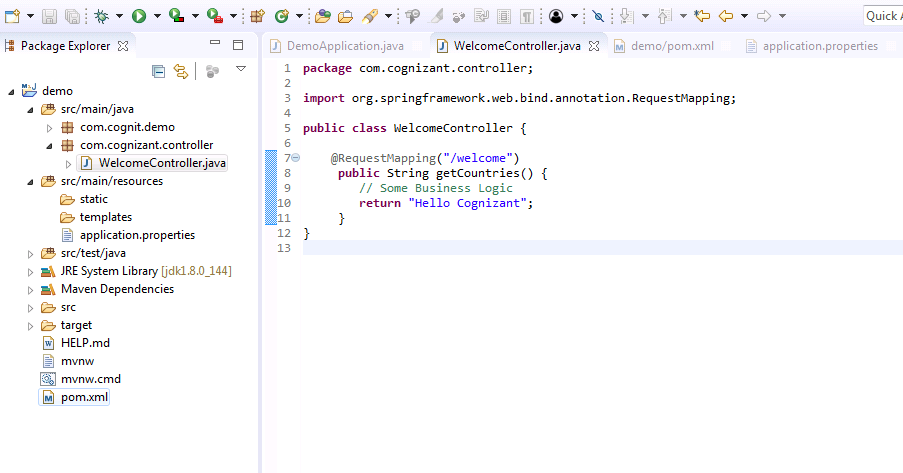 Quick A
Package Explorer
demo
src/main/java
com.cognit.demo
com.cognizant.controller
WelcomeController.java
src/main/resources
static
templates
application.properties
src/test/java
JRE System Library [jdk1.8.0_144]
Maven Dependencies
src
target
HELP.md
mvnw
mvnw.cmd
pom.xml
DemoApplication.java
WelcomeController.java
demo/pom.xml
application.properties
1 package com.cognizant.controller;
2
3 import org.springframework.web.bind.annotation.RequestMapping;
4
5 public class WelcomeController {
6
7 @RequestMapping("/welcome")
8 public String getCountries() {
9 // Some Business Logic
10 return "Hello Cognizant";
11 }
12 }
13